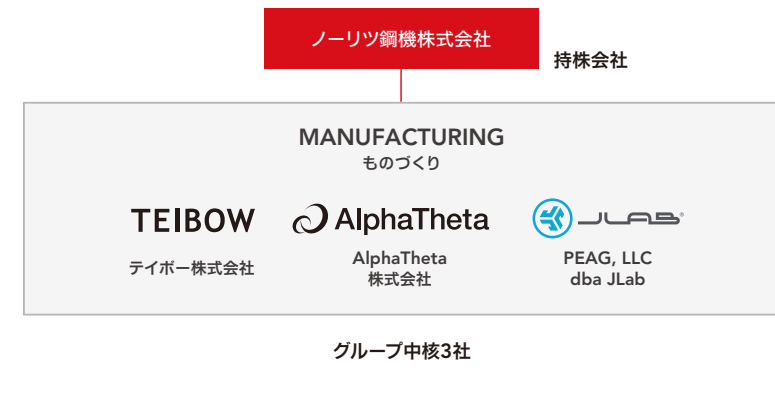 ノーリツ鋼機株式会社
持株会社
MANUFACTURING
ものづくり
TEIBOW
AlphaTheta
JLAB®
テイボー株式会社
AlphaTheta
株式会社
PEAG, LLC
dba JLab
グループ中核3社